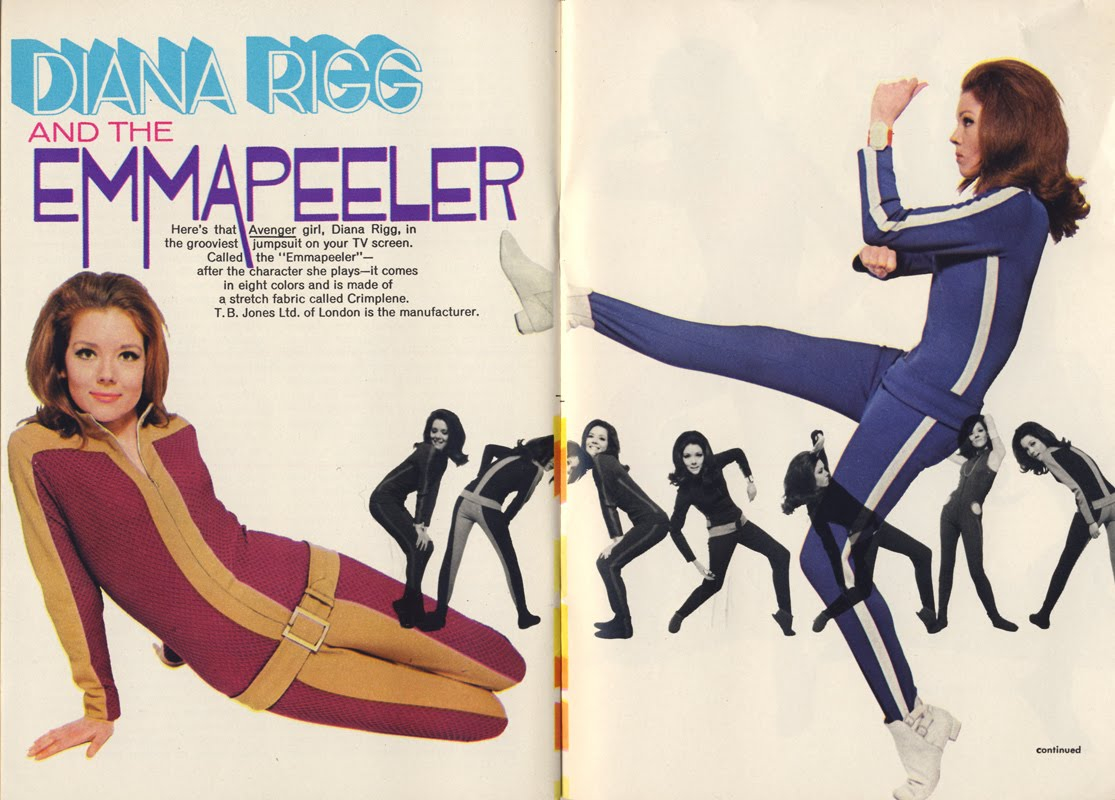 DIANA RIGG
AND THE
EMMAPEELER
Here's that Avenger girl, Diana Rigg, in
the grooviest jumpsuit on your TV screen.
Called the "Emmapeeler"—
after the character she plays—it comes
in eight colors and is made of
a stretch fabric called Crimplene.
T. B. Jones Ltd. of London is the manufacturer.
continued